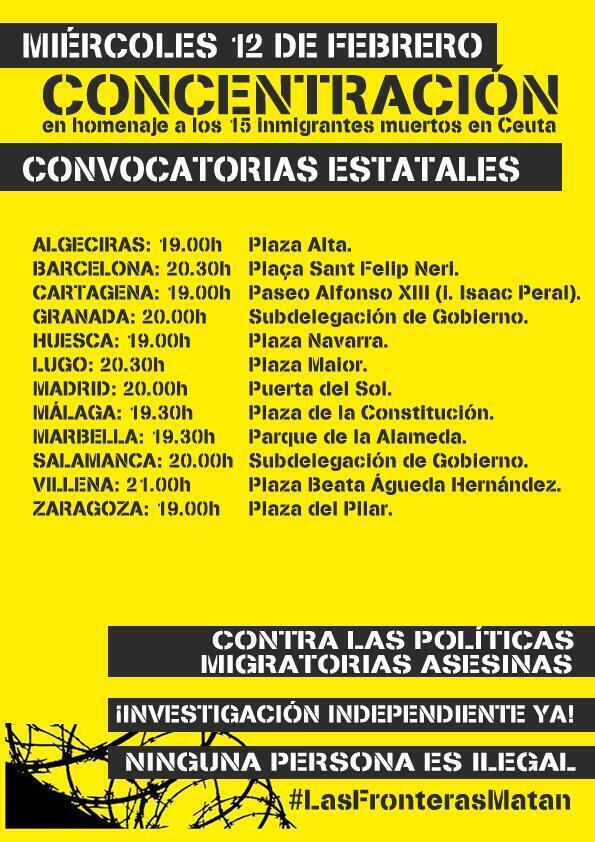 MIÉRCOLES 12 DE FEBRERO
CONCENTRACIÓN
en homenaje a los 15 inmigrantes muertos en Ceuta
CONVOCATORIAS ESTATALES
ALGECIRAS: 19.00h Plaza Alta.
BARCELONA: 20.30h Plaça Sant Felip Neri.
CARTAGENA: 19.00h Paseo Alfonso XIII (i. Isaac Peral).
GRANADA: 20.00h Subdelegación de Gobierno.
HUESCA: 19.00h Plaza Navarra.
LUGO: 20.30h Plaza Maior.
MADRID: 20.00h Puerta del Sol.
MÁLAGA: 19.30h Plaza de la Constitución.
MARBELLA: 19.30h Parque de la Alameda.
SALAMANCA: 20.00h Subdelegación de Gobierno.
VILLENA: 21.00h Plaza Beata Águeda Hernández.
ZARAGOZA: 19.00h Plaza del Pilar.
CONTRA LAS POLÍTICAS
MIGRATORIAS ASESINAS
¡INVESTIGACIÓN INDEPENDIENTE YA!
NINGUNA PERSONA ES ILEGAL
#LasFronterasMatan